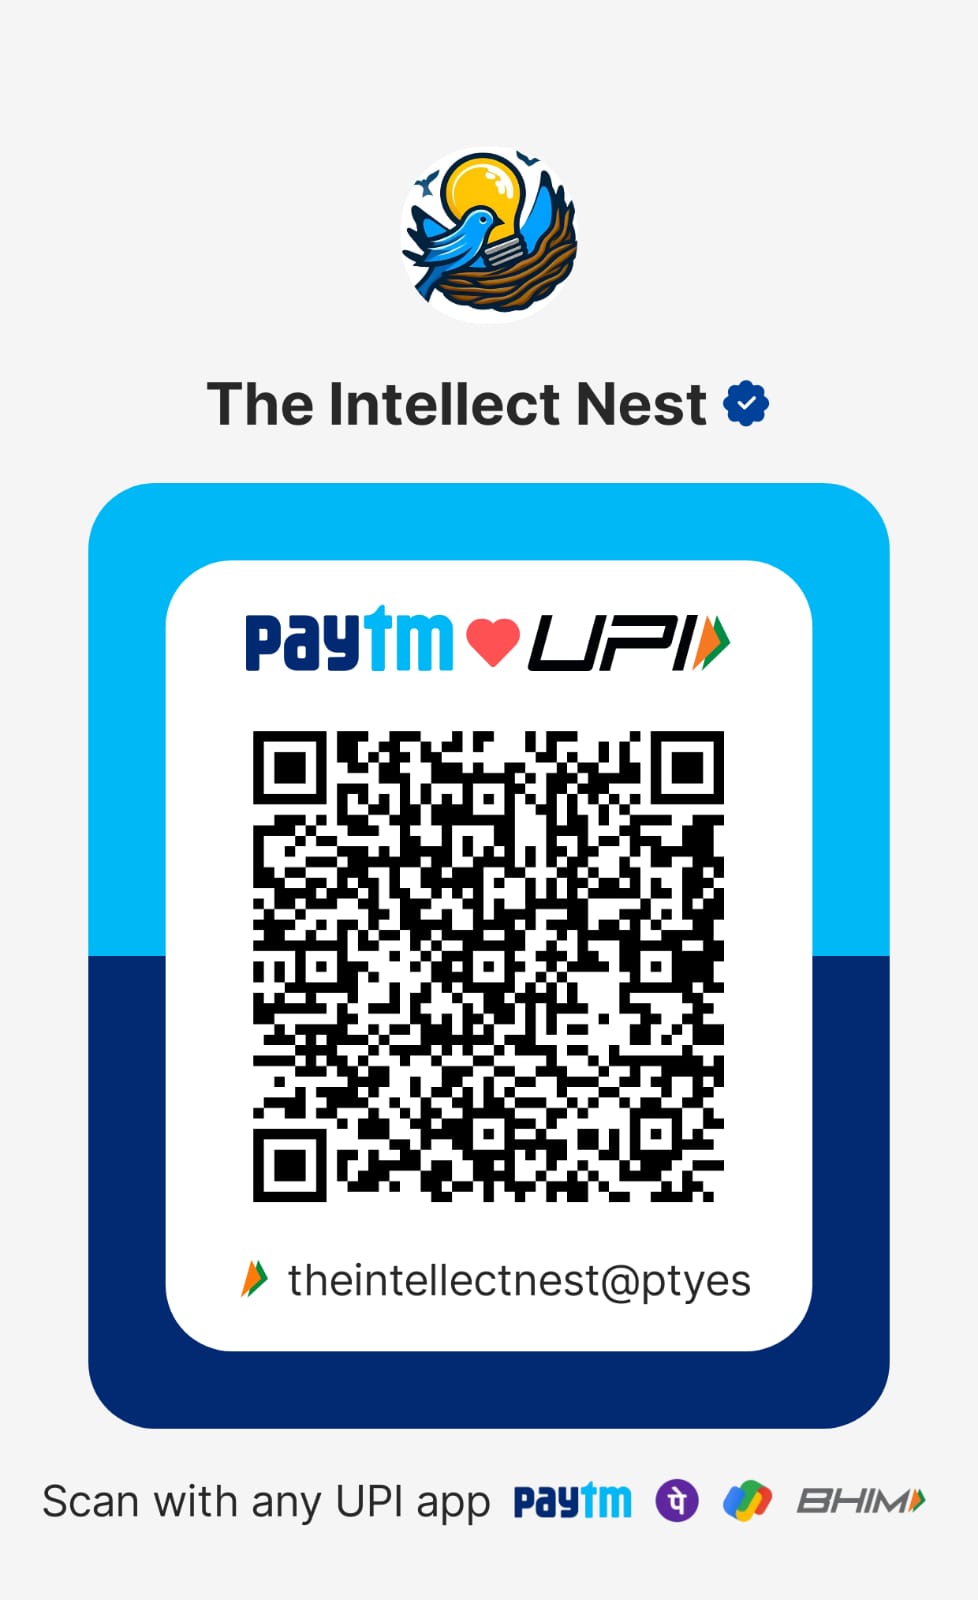 The Intellect Nest
paytm UPI
theintellectnest@ptyes
Scan with any UPI app paytm पे BHIM